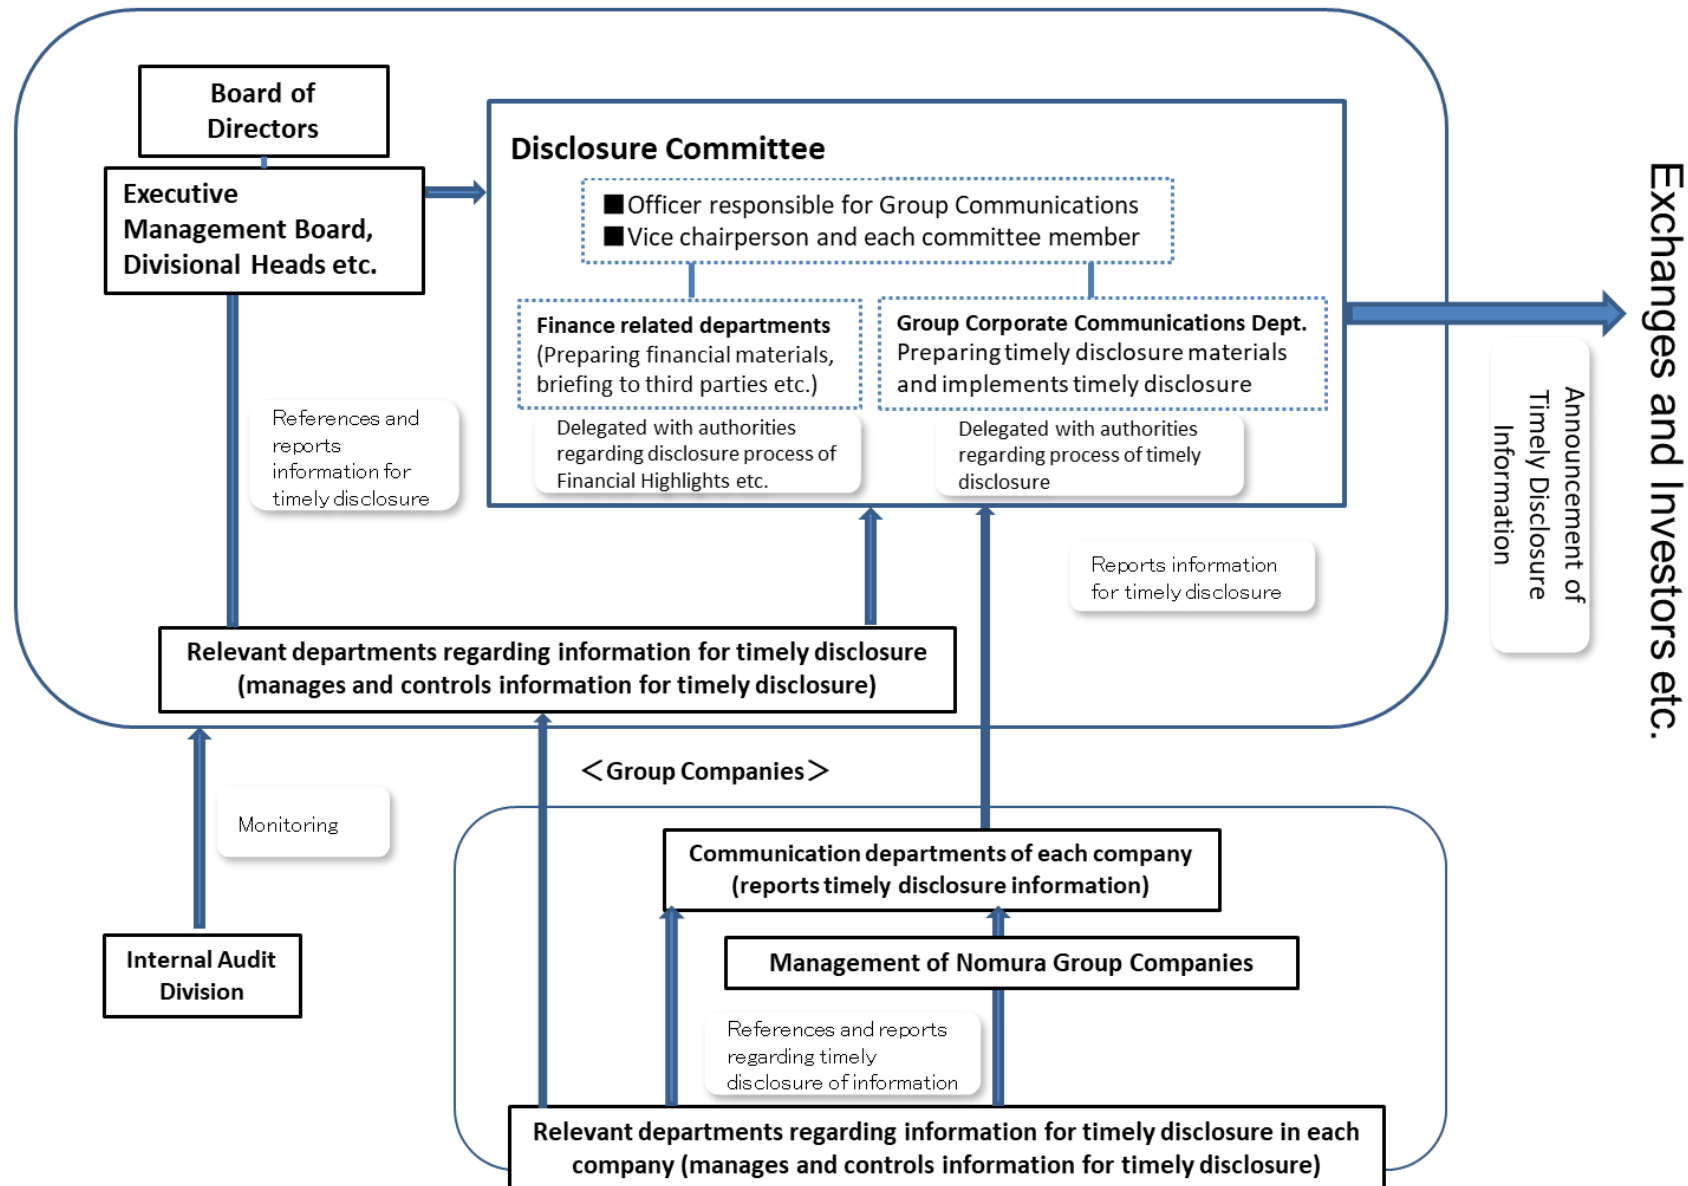 Board of
Directors
Executive
Management Board,
Divisional Heads etc.
Disclosure Committee
■Officer responsible for Group Communications
■Vice chairperson and each committee member
Finance related departments
(Preparing financial materials,
briefing to third parties etc.)
Group Corporate Communications Dept.
Preparing timely disclosure materials
and implements timely disclosure
Delegated with authorities
regarding disclosure process of
Financial Highlights etc.
Delegated with authorities
regarding process of timely
disclosure
References and
reports
information for
timely disclosure
Reports information
for timely disclosure
Announcement of
Timely Disclosure
Information
Exchanges and Investors etc.
Relevant departments regarding information for timely disclosure
(manages and controls information for timely disclosure)
Monitoring
Internal Audit
Division
＜Group Companies＞
Communication departments of each company
(reports timely disclosure information)
Management of Nomura Group Companies
References and reports
regarding timely
disclosure of information
Relevant departments regarding information for timely disclosure in each
company (manages and controls information for timely disclosure)